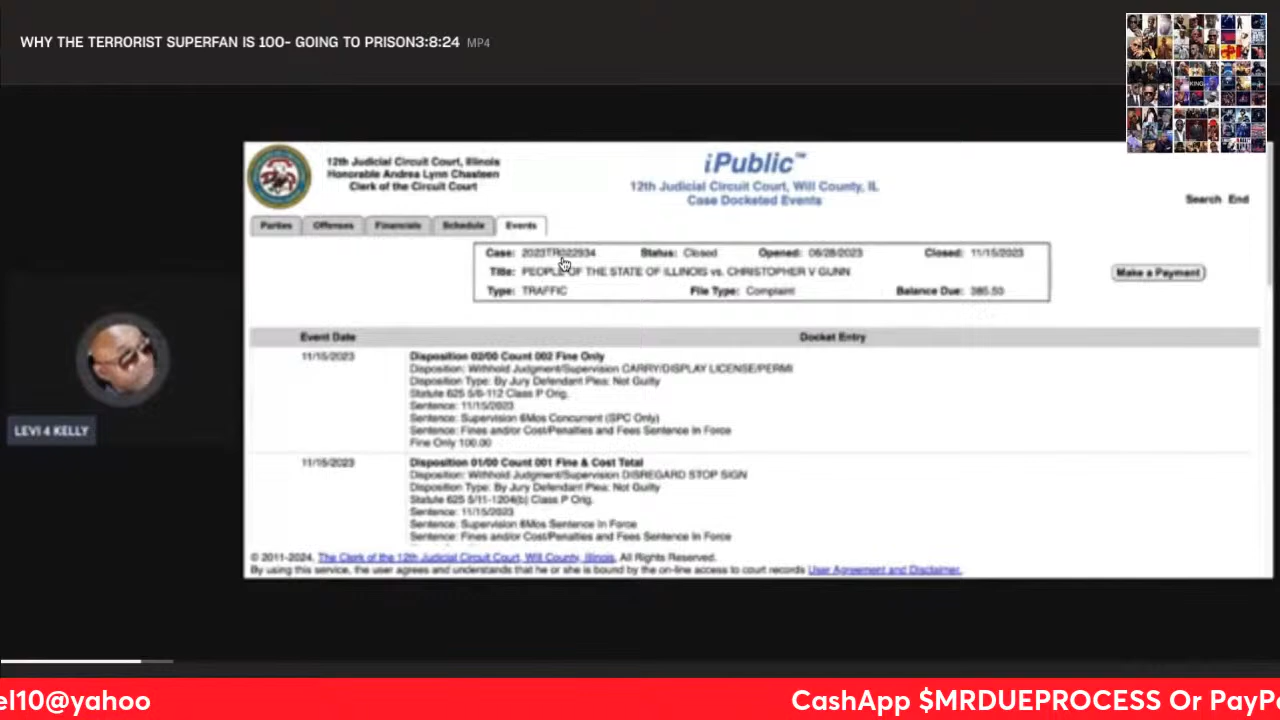 WHY THE TERRORIST SUPERFAN IS 100- GOING TO PRISON3:8:24 MP4
12th Judicial Circuit Court, Illinois
Honorable Andrea Lynn Chasteen
Clerk of the Circuit Court
iPublic™
12th Judicial Circuit Court, Will County, IL
Case Docketed Events
Search End
Parties Offenses Financials Schedule Events
Case: 2023TR022934 Status: Closed Opened: 06/28/2023 Closed: 11/15/2023
Title: PEOPLE OF THE STATE OF ILLINOIS vs. CHRISTOPHER V GUNN
Type: TRAFFIC File Type: Complaint Balance Due: 385.50
Make a Payment
Event Date Docket Entry
11/15/2023 Disposition 02/00 Count 002 Fine Only
Disposition: Withhold Judgment/Supervision CARRY/DISPLAY LICENSE/PERMI
Disposition Type: By Jury Defendant Plea: Not Guilty
Statute 625 5/6-112 Class P Orig.
Sentence: 11/15/2023
Sentence: Supervision 6Mos Concurrent (SPC Only)
Sentence: Fines and/or Cost/Penalties and Fees Sentence In Force
Fine Only 100.00
11/15/2023 Disposition 01/00 Count 001 Fine & Cost Total
Disposition: Withhold Judgment/Supervision DISREGARD STOP SIGN
Disposition Type: By Jury Defendant Plea: Not Guilty
Statute 625 5/11-1204(b) Class P Orig.
Sentence: 11/15/2023
Sentence: Supervision 6Mos Sentence In Force
Sentence: Fines and/or Cost/Penalties and Fees Sentence In Force
© 2011-2024, The Clerk of the 12th Judicial Circuit Court, Will County, Illinois, All Rights Reserved.
By using this service, the user agrees and understands that he or she is bound by the on-line access to court records User Agreement and Disclaimer.
LEVI 4 KELLY
el10@yahoo CashApp $MRDUEPROCESS Or PayPa